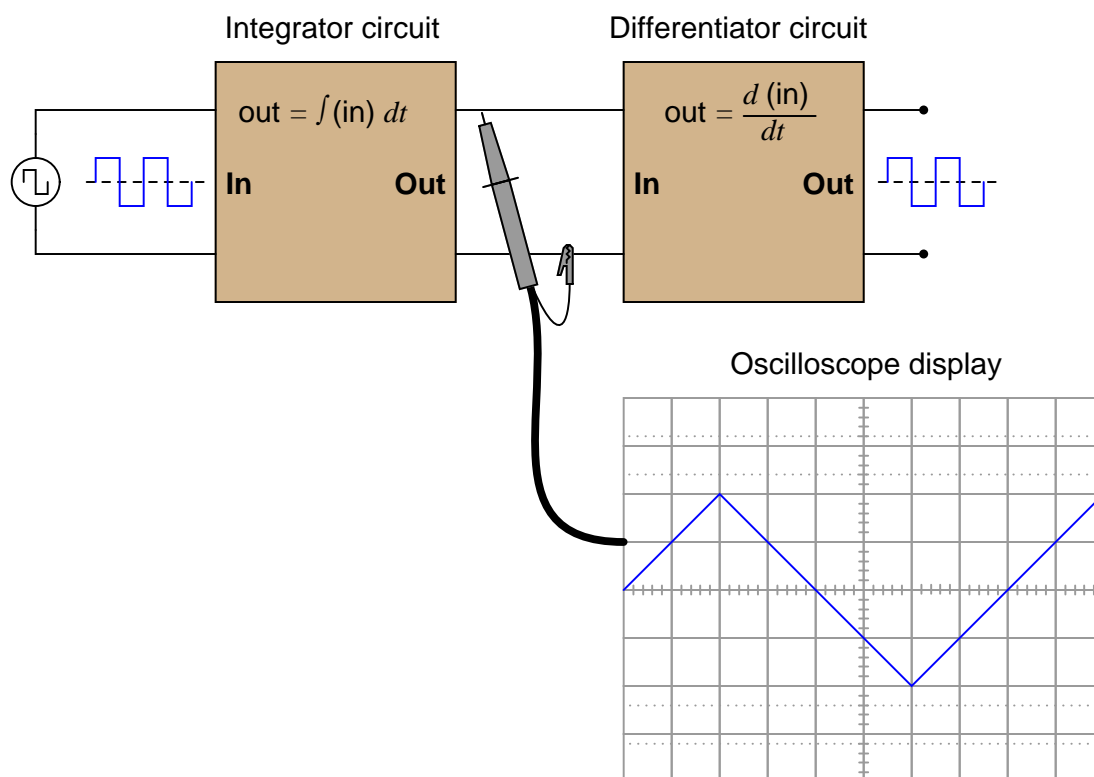 Integrator circuit
Differentiator circuit
out = ∫ (in) dt
out = d (in) / dt
In
Out
In
Out
Oscilloscope display